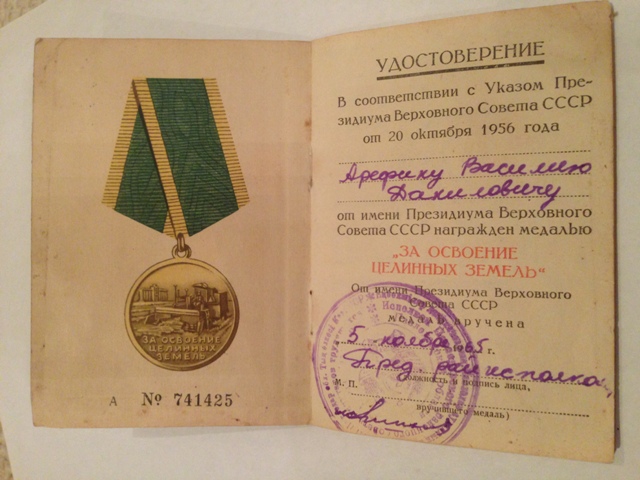 ЗА ОСВОЕНИЕ
ЦЕЛИННЫХ
ЗЕМЕЛЬ
А № 741425
УДОСТОВЕРЕНИЕ
В соответствии с Указом Пре-
зидиума Верховного Совета СССР
от 20 октября 1956 года
Арефину Василию
Даниловичу
от имени Президиума Верховного
Совета СССР награжден медалью
„ЗА ОСВОЕНИЕ
ЦЕЛИННЫХ ЗЕМЕЛЬ"
От имени Президиума Верховного
Совета СССР
медаль вручена
5 ноября 1965 г.
Пред райисполкома
М. П. должность и подпись лица,
вручившего медаль)